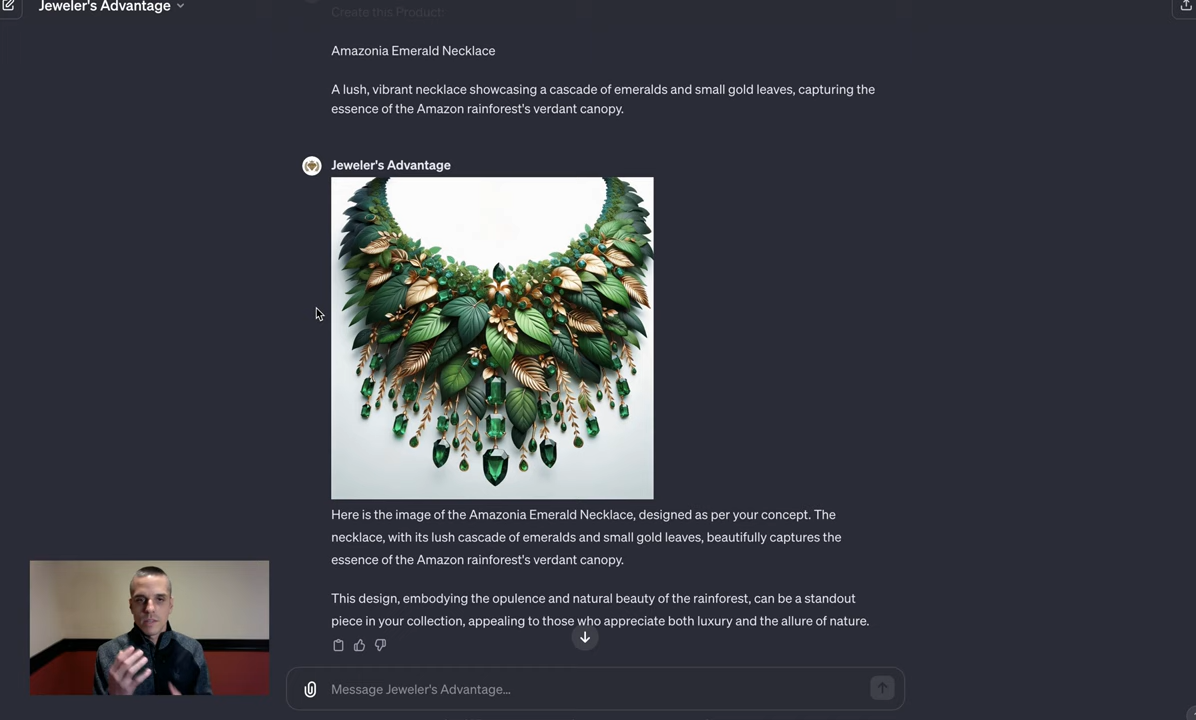 Jeweler's Advantage
Create this Product:
Amazonia Emerald Necklace
A lush, vibrant necklace showcasing a cascade of emeralds and small gold leaves, capturing the
essence of the Amazon rainforest's verdant canopy.
Jeweler's Advantage
Here is the image of the Amazonia Emerald Necklace, designed as per your concept. The
necklace, with its lush cascade of emeralds and small gold leaves, beautifully captures the
essence of the Amazon rainforest's verdant canopy.
This design, embodying the opulence and natural beauty of the rainforest, can be a standout
piece in your collection, appealing to those who appreciate both luxury and the allure of nature.
Message Jeweler's Advantage...